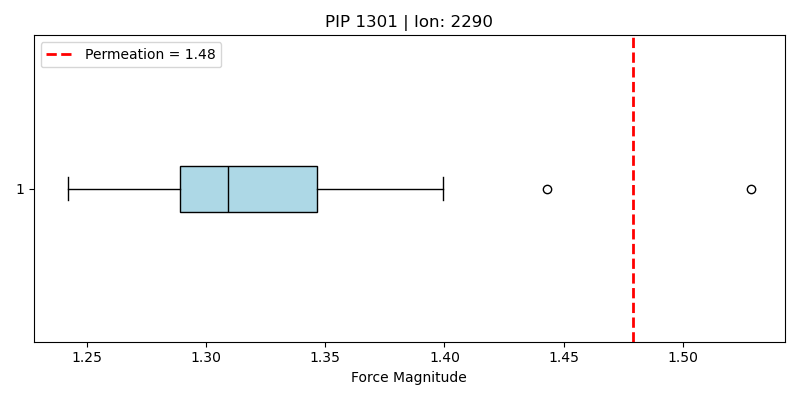 PIP 1301 | Ion: 2290
Permeation = 1.48
1
1.25 1.30 1.35 1.40 1.45 1.50
Force Magnitude